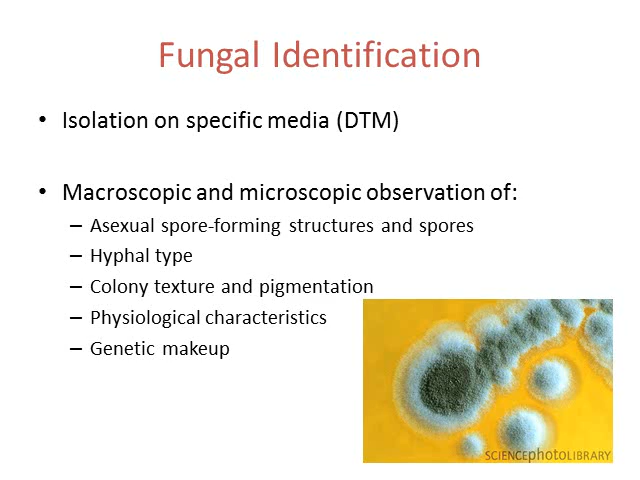 Fungal Identification
• Isolation on specific media (DTM)
• Macroscopic and microscopic observation of:
– Asexual spore-forming structures and spores
– Hyphal type
– Colony texture and pigmentation
– Physiological characteristics
– Genetic makeup
SCIENCEphotoLIBRARY